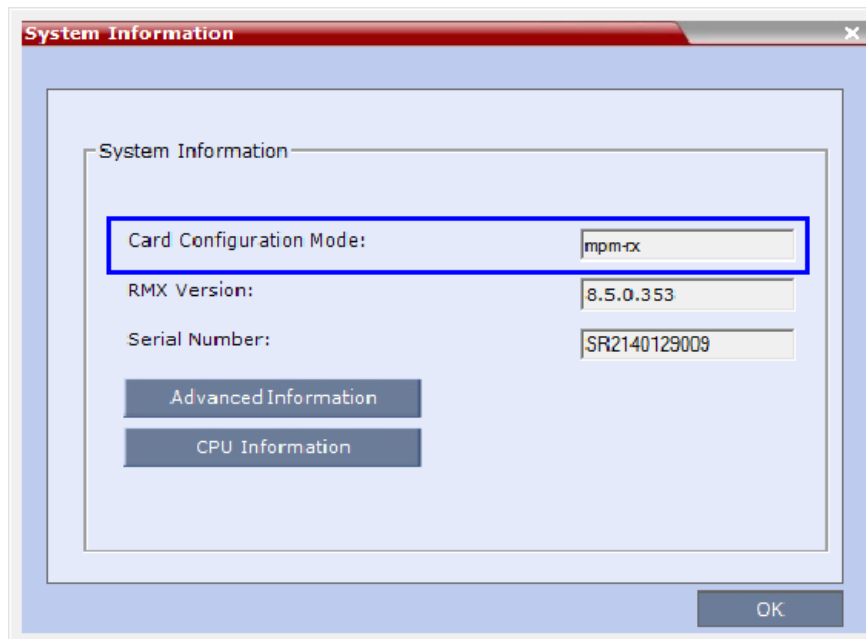 System Information
System Information
Card Configuration Mode: mpm-rx
RMX Version: 8.5.0.353
Serial Number: SR2140129009
Advanced Information
CPU Information
OK